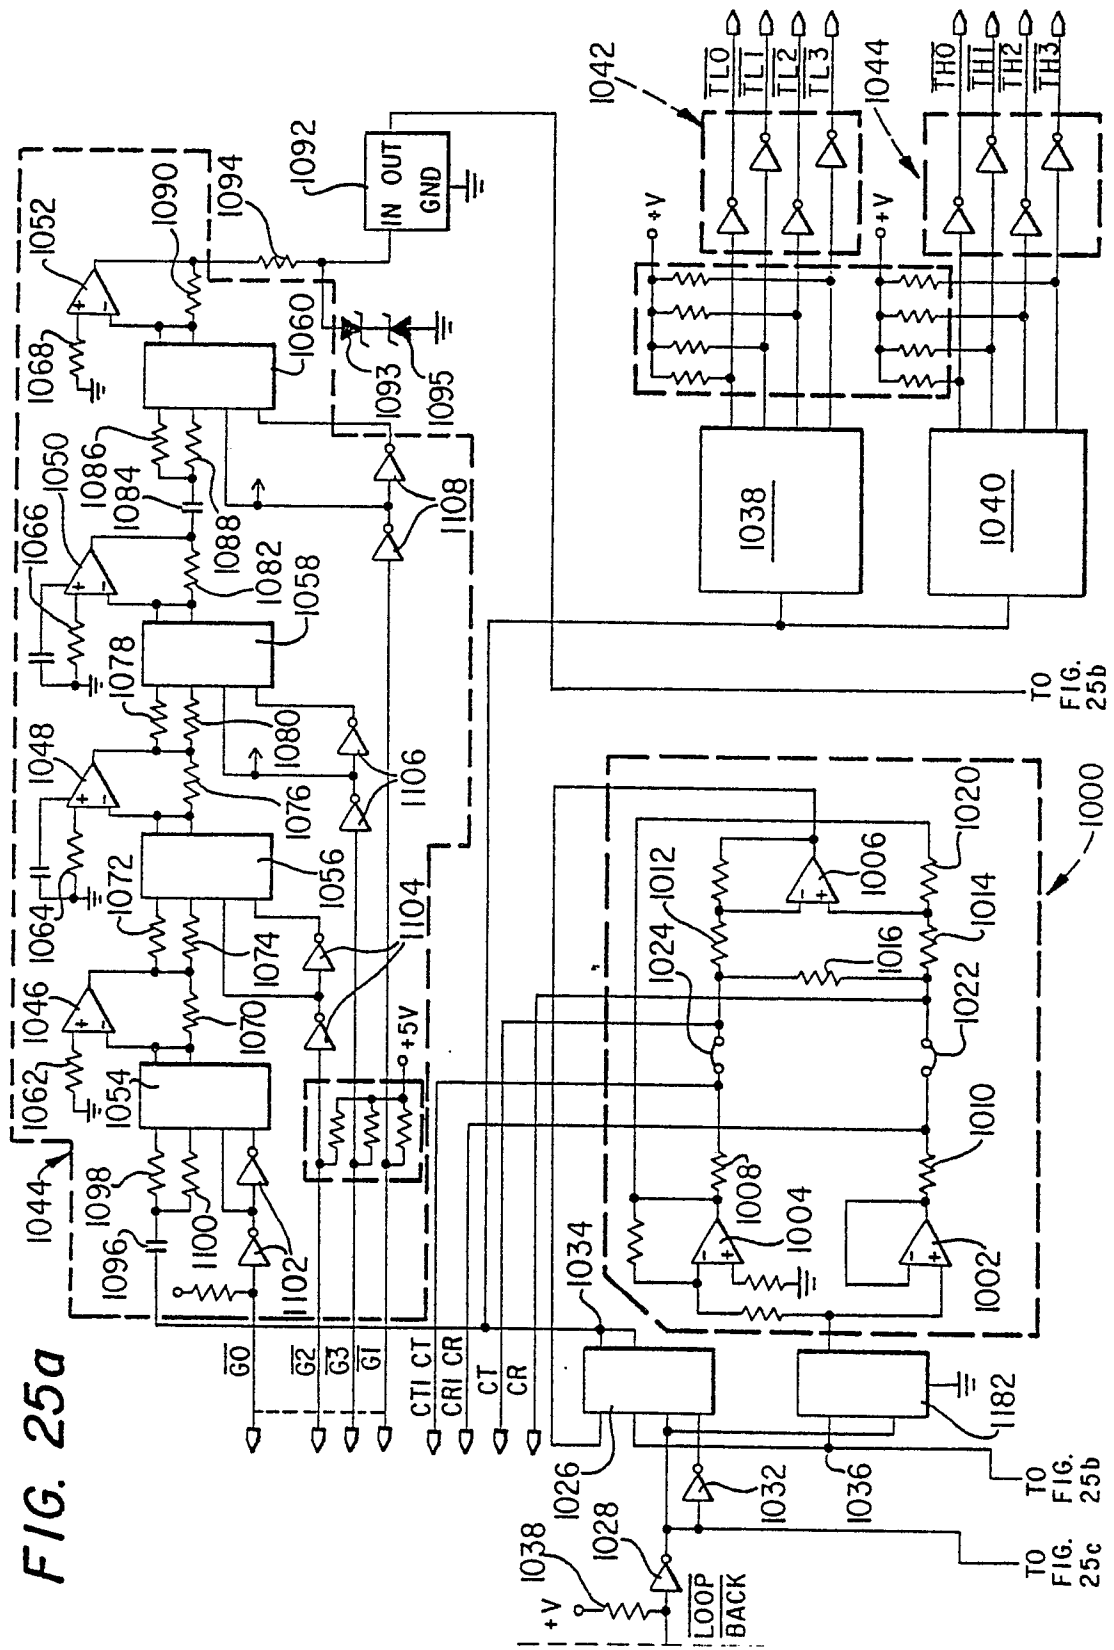 FIG. 25a
1044
1096
1098
1100
1102
1062
1054
1046
1070
1064
1072
1074
1056
1048
1076
1104
1078
1080
1066
1050
1058
1082
1106
1084
1086
1088
1068
1052
1060
1090
1094
1108
1093
1095
1092
IN OUT
GND
+
-
+
-
+
-
+
-
+5V
G0
G2
G3
G1
CT1 CT
CR1 CR
CT
CR
1034
1026
1028
1032
1036
1038
+V
LOOP
BACK
1182
TO
FIG.
25c
TO
FIG.
25b
1000
1002
1004
1006
1008
1010
1012
1014
1016
1020
1022
1024
-
+
-
+
-
+
TO
FIG.
25b
1038
1040
+V
+V
1042
TL0
TL1
TL2
TL3
1044
TH0
TH1
TH2
TH3